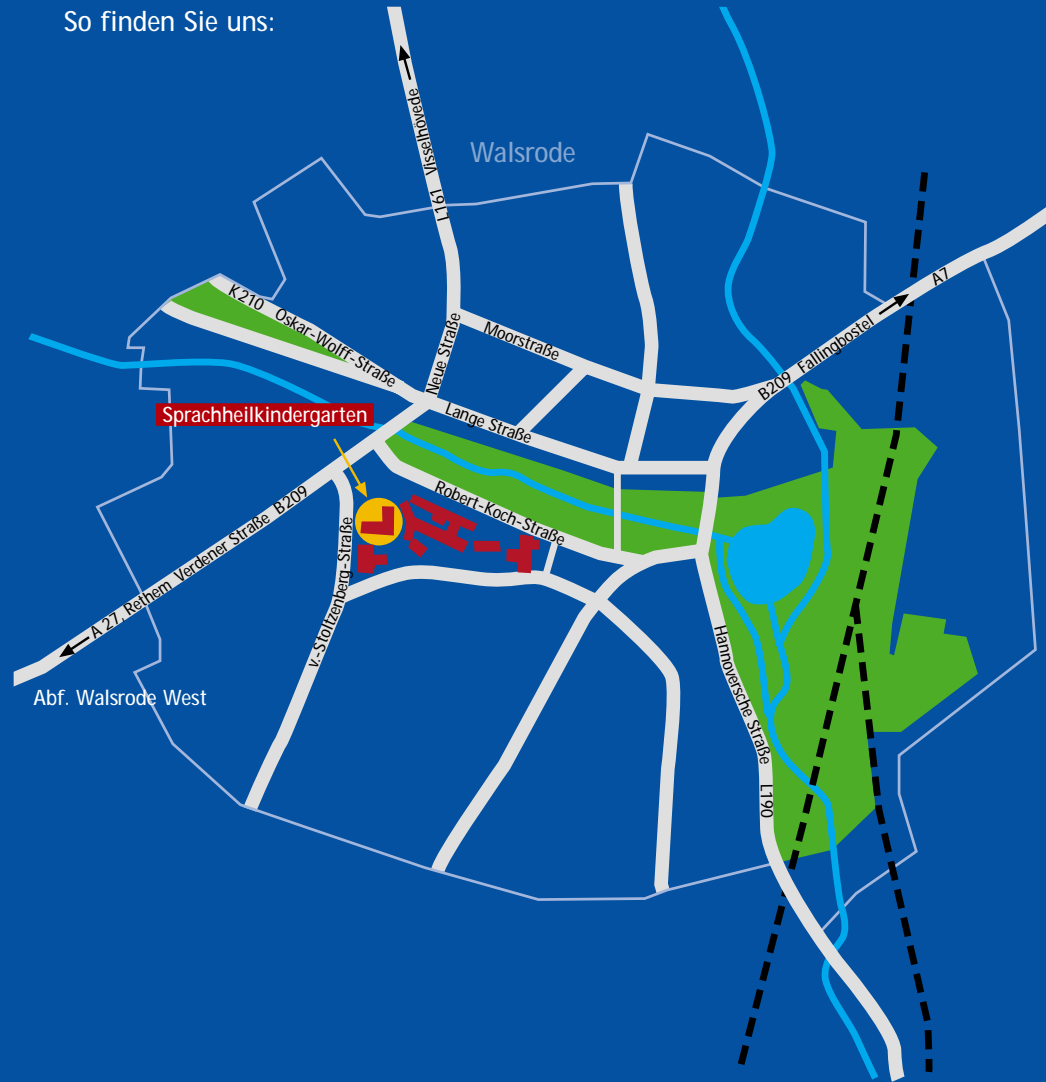 So finden Sie uns:
Walsrode
L161 Visselhövede
K210 Oskar-Wolff-Straße
Neue Straße
Moorstraße
A7
B209 Fallingbostel
Lange Straße
Sprachheilkindergarten
Robert-Koch-Straße
A 27, Rethem Verdener Straße B209
v.-Stoltzenberg-Straße
Abf. Walsrode West
Hannoversche Straße L190